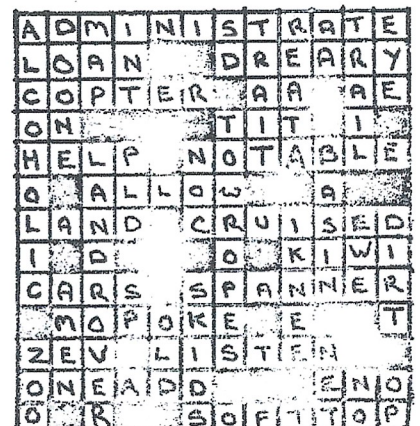 ADMINISTRATE
LOAN DREARY
COPTER AA AE
ON TIT I
HELP NOTABLE
O ALLOW A
LAND CRUISED
I D O KIWI
CARS SPANNER
MOPOKE E T
ZEV LISTEN
ONEADD ENO
O R SOFTTOP